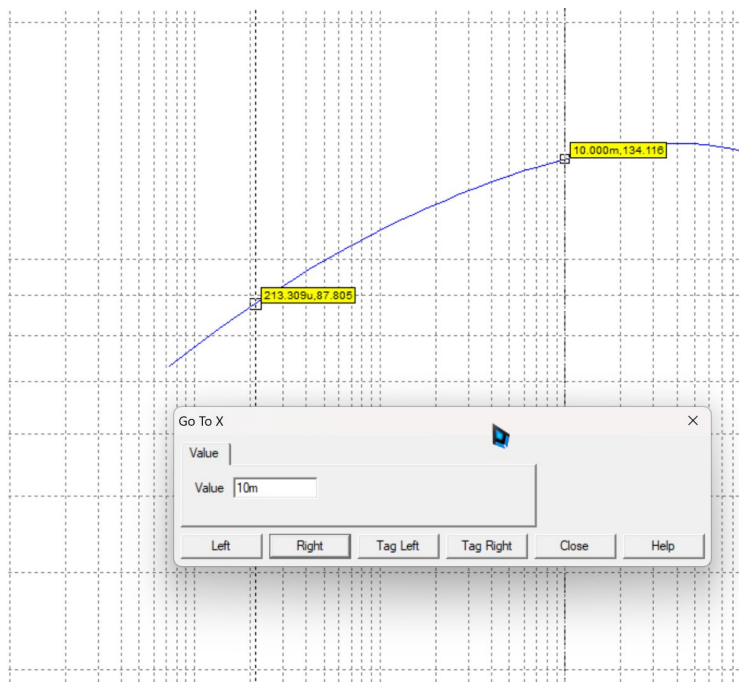 10.000m,134.116
213.309u,87.805
Go To X
Value
Value 10m
Left Right Tag Left Tag Right Close Help